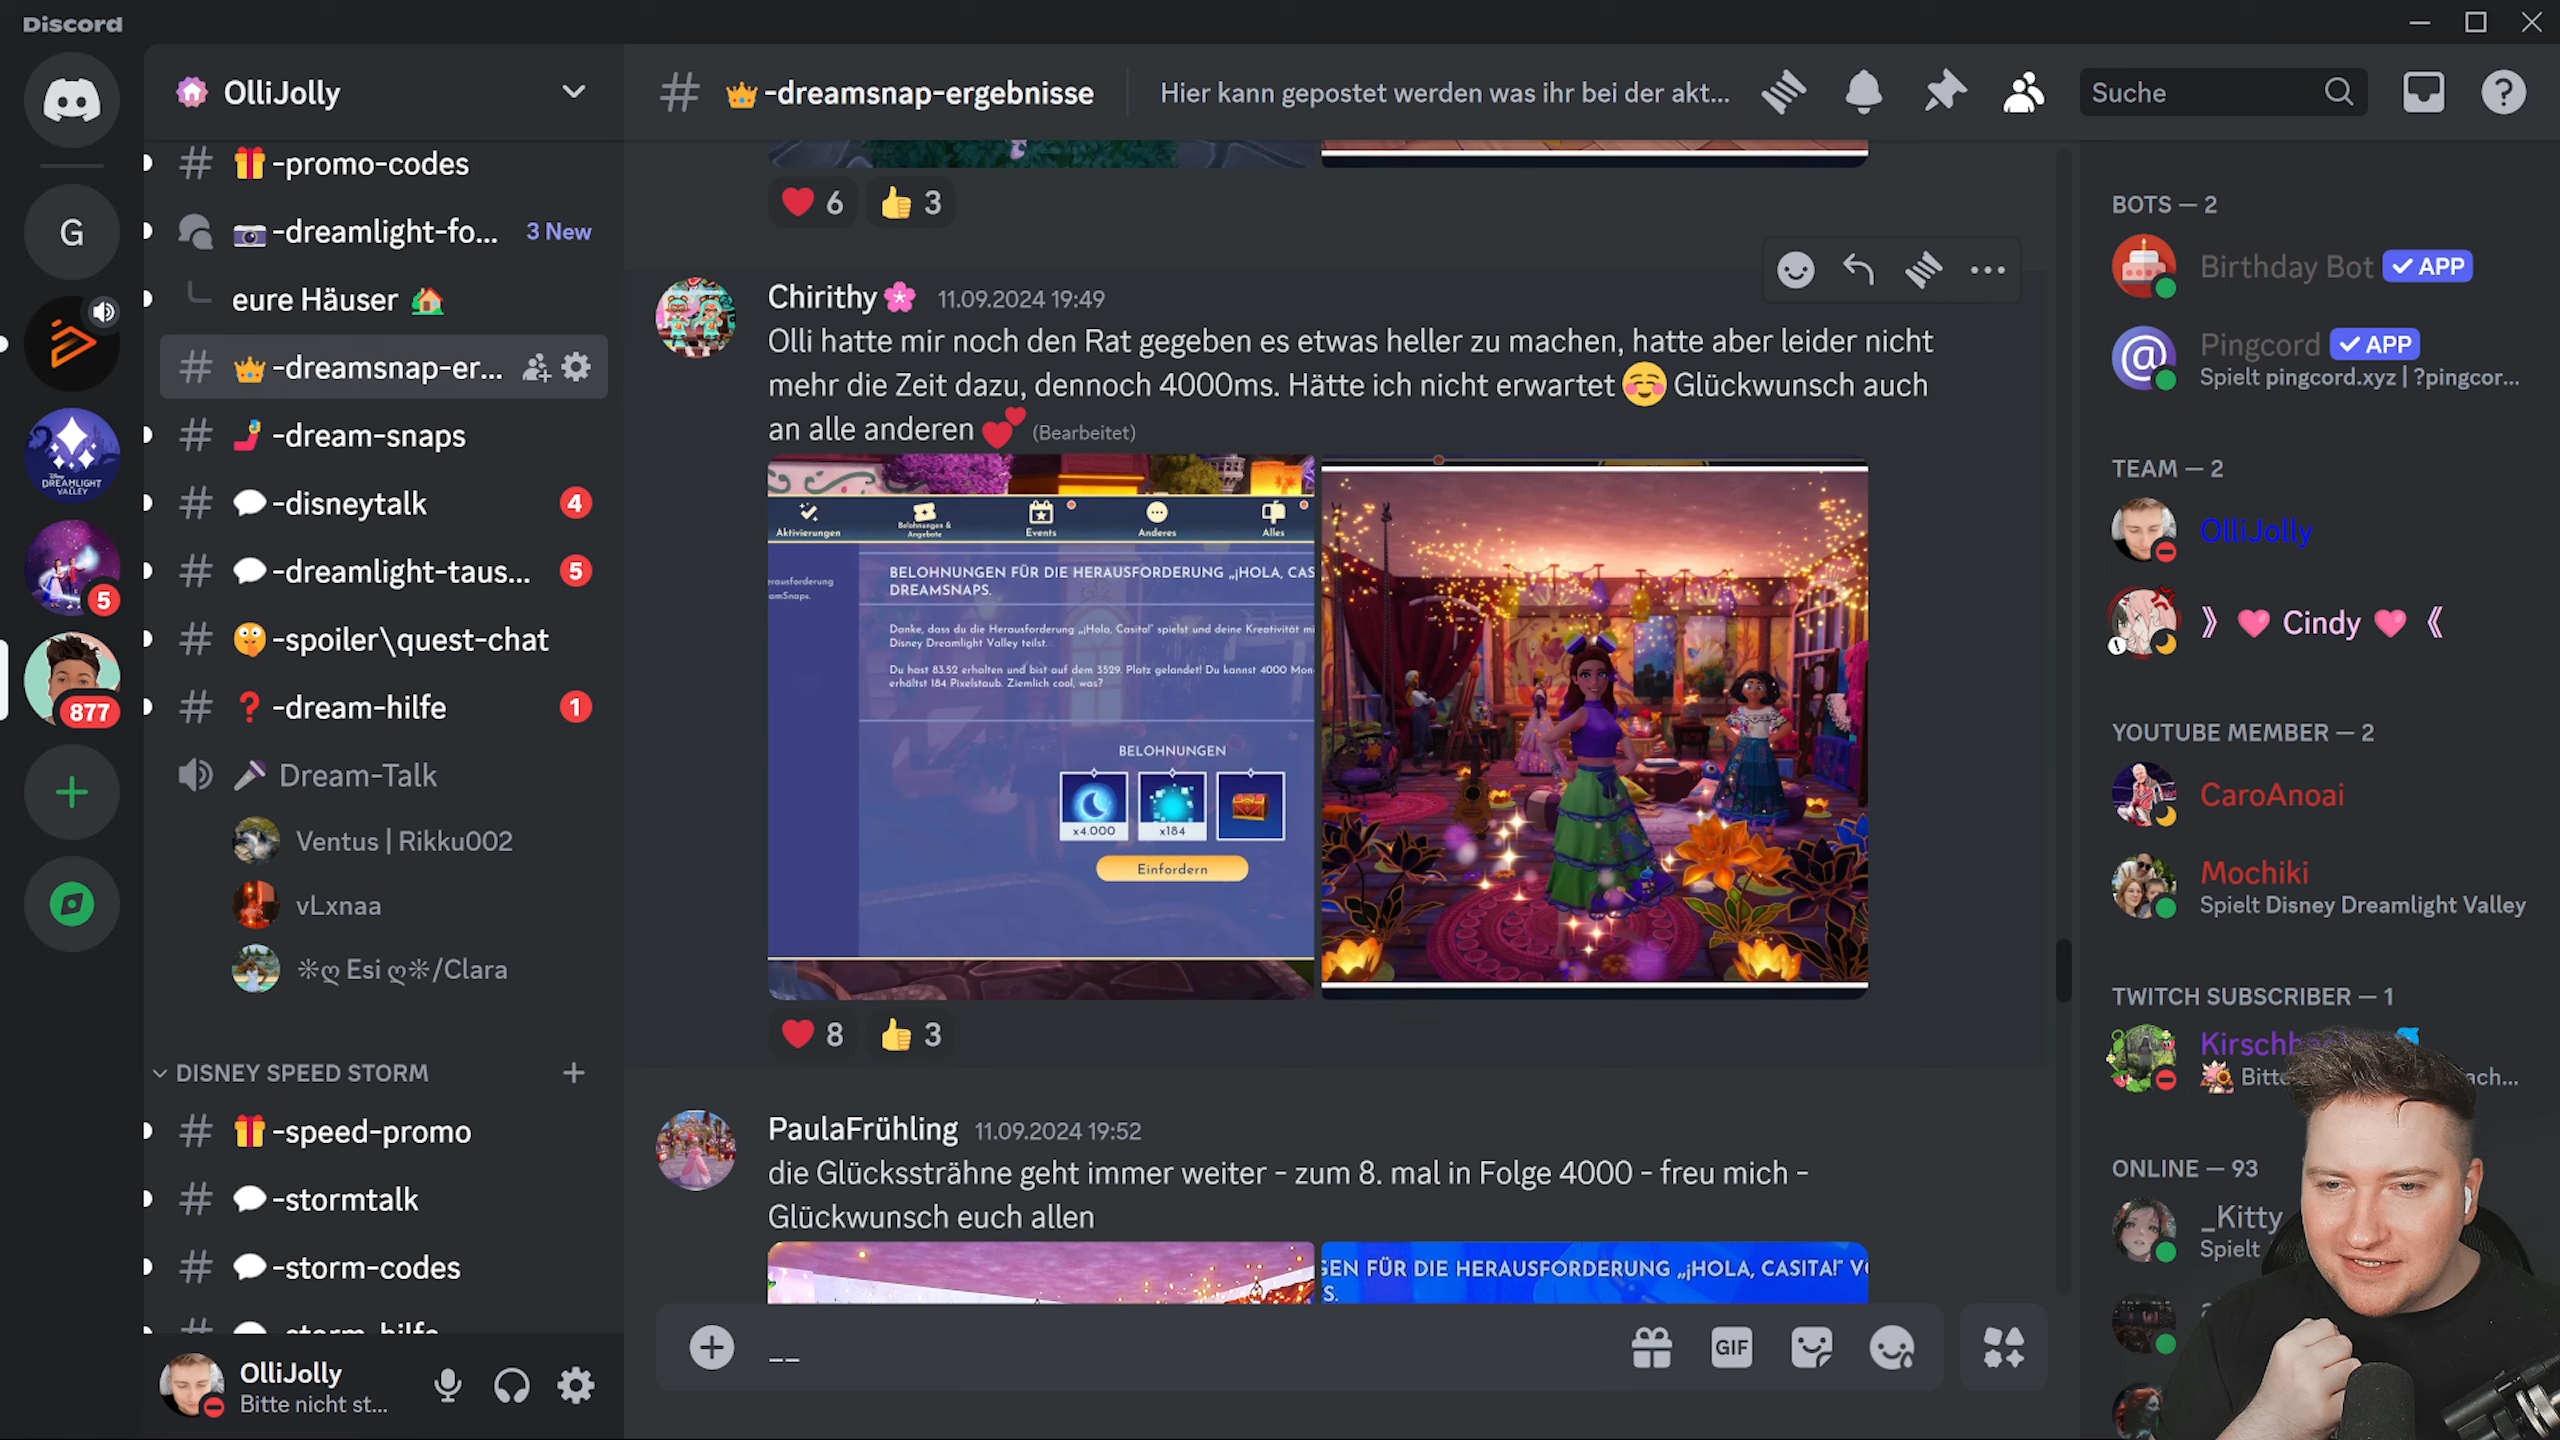 Discord
OlliJolly
-dreamsnap-ergebnisse
Hier kann gepostet werden was ihr bei der akt...
Suche
-promo-codes
-dreamlight-fo... 3 New
eure Häuser
-dreamsnap-er...
-dream-snaps
-disneytalk 4
-dreamlight-taus... 5
-spoiler\quest-chat
-dream-hilfe 1
Dream-Talk
Ventus | Rikku002
vLxnaa
Esi /Clara
DISNEY SPEED STORM
-speed-promo
-stormtalk
-storm-codes
-storm-hilfe
OlliJolly
Bitte nicht st...
G
DREAMLIGHT VALLEY
5
877
6 3
Chirithy 11.09.2024 19:49
Olli hatte mir noch den Rat gegeben es etwas heller zu machen, hatte aber leider nicht
mehr die Zeit dazu, dennoch 4000ms. Hätte ich nicht erwartet Glückwunsch auch
an alle anderen (Bearbeitet)
Aktivierungen Belohnungen & Angebote Events Anderes Alles
BELOHNUNGEN FÜR DIE HERAUSFORDERUNG „¡HOLA, CAS
DREAMSNAPS.
Danke, dass du die Herausforderung „¡Hola, Casita!" spielst und deine Kreativität mi
Disney Dreamlight Valley teilst.
Du hast 83.52 erhalten und bist auf dem 3529. Platz gelandet! Du kannst 4000 Mon
erhältst 184 Pixelstaub. Ziemlich cool, was?
BELOHNUNGEN
x4.000 x184
Einfordern
8 3
PaulaFrühling 11.09.2024 19:52
die Glückssträhne geht immer weiter - zum 8. mal in Folge 4000 - freu mich -
Glückwunsch euch allen
GEN FÜR DIE HERAUSFORDERUNG „¡HOLA, CASITA!" V
S.
GIF
BOTS — 2
Birthday Bot APP
Pingcord APP
Spielt pingcord.xyz | ?pingcor...
TEAM — 2
OlliJolly
Cindy
YOUTUBE MEMBER — 2
CaroAnoai
Mochiki
Spielt Disney Dreamlight Valley
TWITCH SUBSCRIBER — 1
ONLINE — 93
_Kitty
Spielt